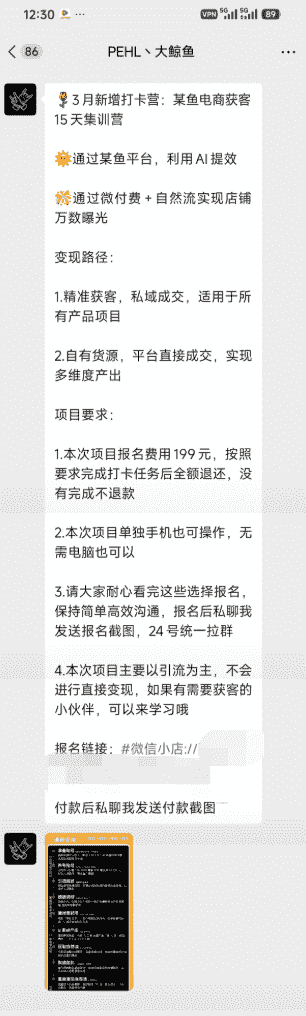 12:30
VPN 5G 5G 89
86
PEHL丶大鲸鱼
3月新增打卡营：某鱼电商获客
15天集训营
通过某鱼平台，利用AI提效
通过微付费+自然流实现店铺
万数曝光
变现路径：
1.精准获客，私域成交，适用于所
有产品项目
2.自有货源，平台直接成交，实现
多维度产出
项目要求：
1.本次项目报名费用199元，按照
要求完成打卡任务后全额退还，没
有完成不退款
2.本次项目单独手机也可操作，无
需电脑也可以
3.请大家耐心看完这些选择报名，
保持简单高效沟通，报名后私聊我
发送报名截图，24号统一拉群
4.本次项目主要以引流为主，不会
进行直接变现，如果有需要获客的
小伙伴，可以来学习哦
报名链接：#微信小店://
付款后私聊我发送付款截图